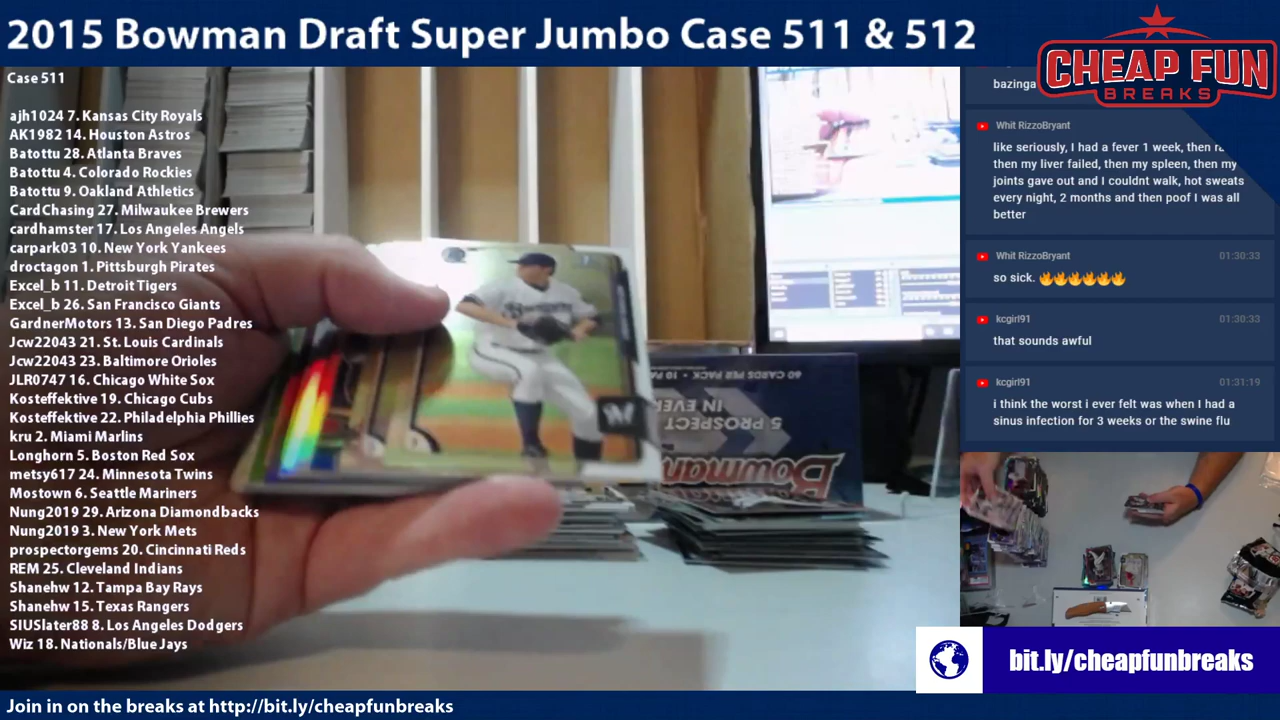 2015 Bowman Draft Super Jumbo Case 511 & 512
CHEAP FUN
BREAKS
Case 511
ajh1024 7. Kansas City Royals
AK1982 14. Houston Astros
Batottu 28. Atlanta Braves
Batottu 4. Colorado Rockies
Batottu 9. Oakland Athletics
CardChasing 27. Milwaukee Brewers
cardhamster 17. Los Angeles Angels
carpark03 10. New York Yankees
droctagon 1. Pittsburgh Pirates
Excel_b 11. Detroit Tigers
Excel_b 26. San Francisco Giants
GardnerMotors 13. San Diego Padres
Jcw22043 21. St. Louis Cardinals
Jcw22043 23. Baltimore Orioles
JLR0747 16. Chicago White Sox
Kosteffektive 19. Chicago Cubs
Kosteffektive 22. Philadelphia Phillies
kru 2. Miami Marlins
Longhorn 5. Boston Red Sox
metsy617 24. Minnesota Twins
Mostown 6. Seattle Mariners
Nung2019 29. Arizona Diamondbacks
Nung2019 3. New York Mets
prospectorgems 20. Cincinnati Reds
REM 25. Cleveland Indians
Shanehw 12. Tampa Bay Rays
Shanehw 15. Texas Rangers
SIUSlater88 8. Los Angeles Dodgers
Wiz 18. Nationals/Blue Jays
60 CARDS PER PACK • 10
5 PROSPECT
IN EVER
Bowman
M
bazinga
Whit RizzoBryant
like seriously, I had a fever 1 week, then
then my liver failed, then my spleen, then my
joints gave out and I couldnt walk, hot sweats
every night, 2 months and then poof I was all
better
Whit RizzoBryant 01:30:33
so sick. 🔥🔥🔥🔥🔥🔥
kcgirl91 01:30:33
that sounds awful
kcgirl91 01:31:19
i think the worst i ever felt was when I had a
sinus infection for 3 weeks or the swine flu
bit.ly/cheapfunbreaks
Join in on the breaks at http://bit.ly/cheapfunbreaks